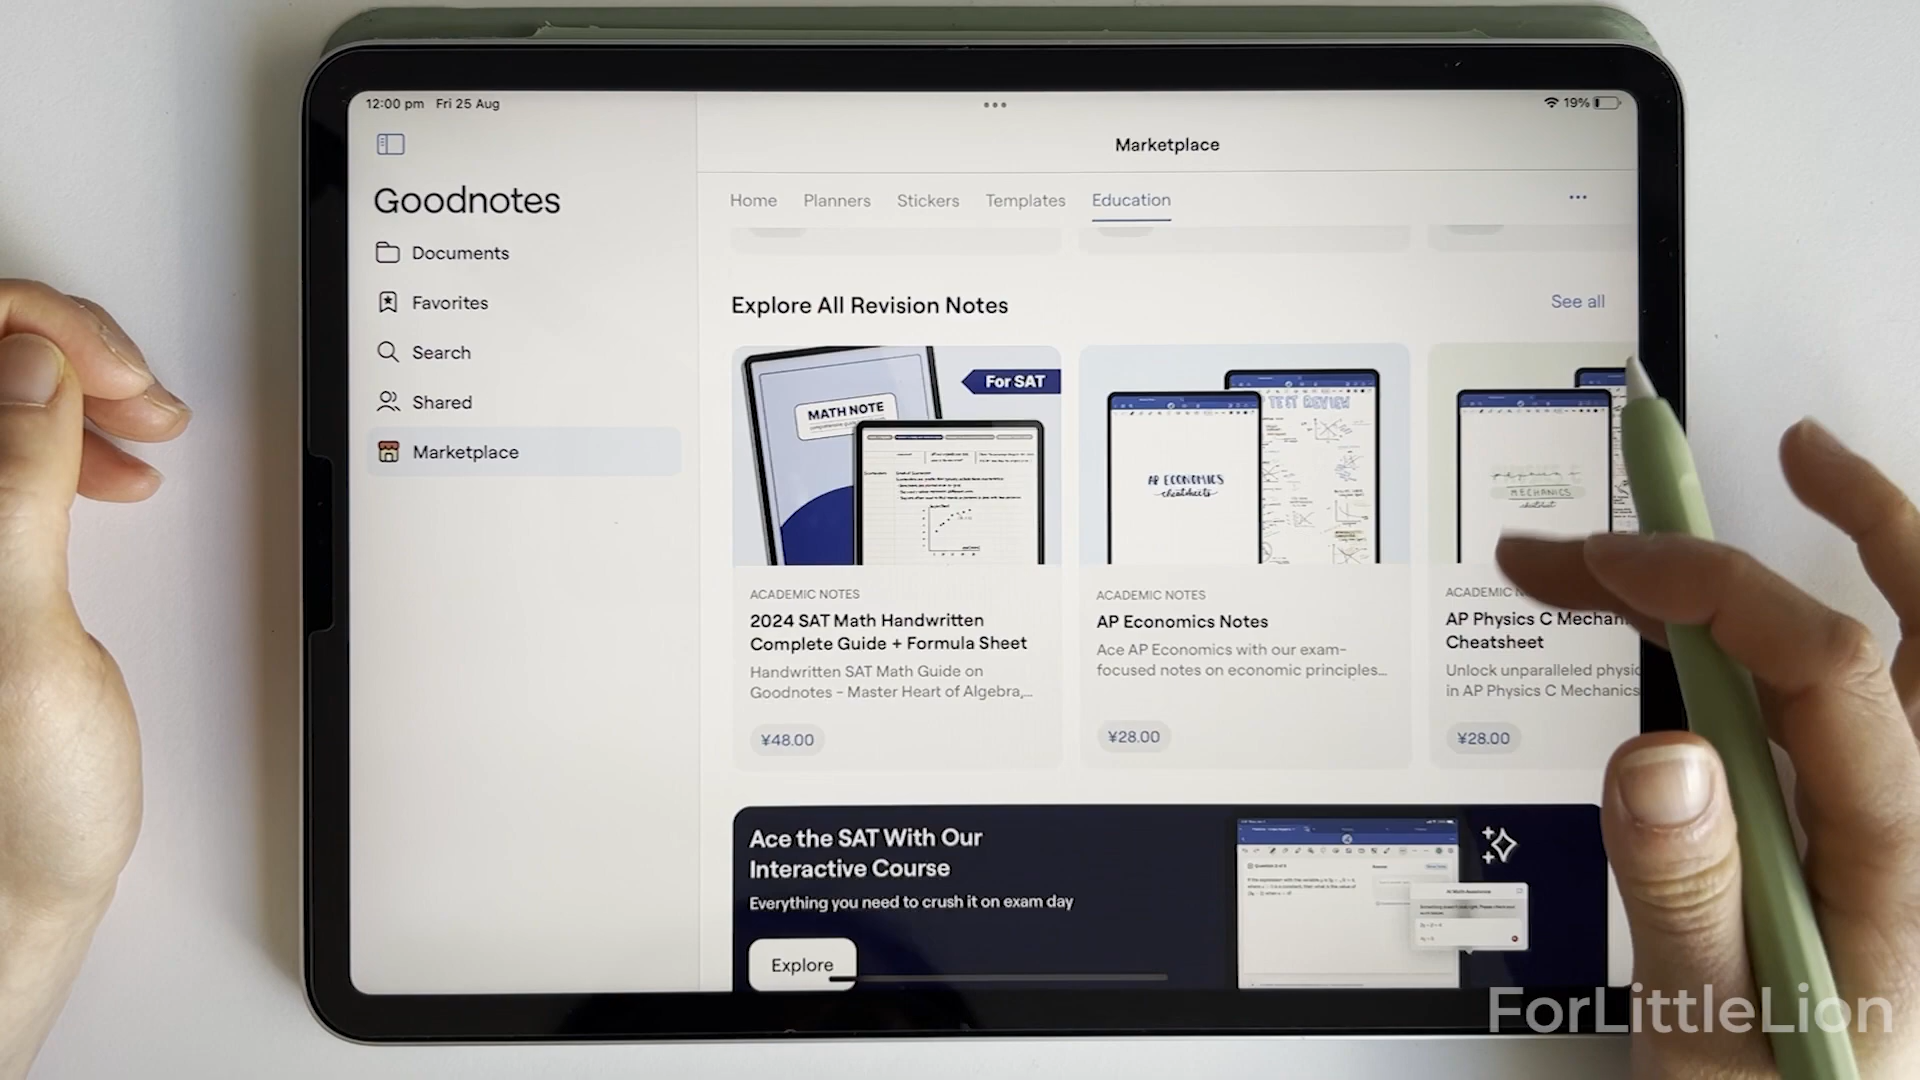 12:00 pm Fri 25 Aug
19%
Goodnotes
Documents
Favorites
Search
Shared
Marketplace
Marketplace
Home Planners Stickers Templates Education
Explore All Revision Notes
See all
MATH NOTE
For SAT
ACADEMIC NOTES
2024 SAT Math Handwritten
Complete Guide + Formula Sheet
Handwritten SAT Math Guide on
Goodnotes - Master Heart of Algebra,...
¥48.00
TEST REVIEW
AP ECONOMICS
cheatsheets
ACADEMIC NOTES
AP Economics Notes
Ace AP Economics with our exam-
focused notes on economic principles...
¥28.00
MECHANICS
cheatsheet
ACADEMIC
AP Physics C Mechan
Cheatsheet
Unlock unparalleled physic
in AP Physics C Mechanics
¥28.00
Ace the SAT With Our
Interactive Course
Everything you need to crush it on exam day
Explore
ForLittleLion